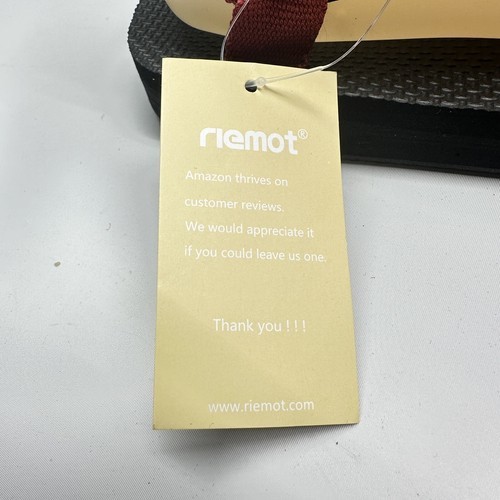 riemot®
Amazon thrives on
customer reviews.
We would appreciate it
if you could leave us one.
Thank you ! ! !
www.riemot.com